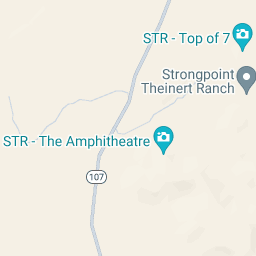 STR - Top of 7
Strongpoint
Theinert Ranch
STR - The Amphitheatre
107